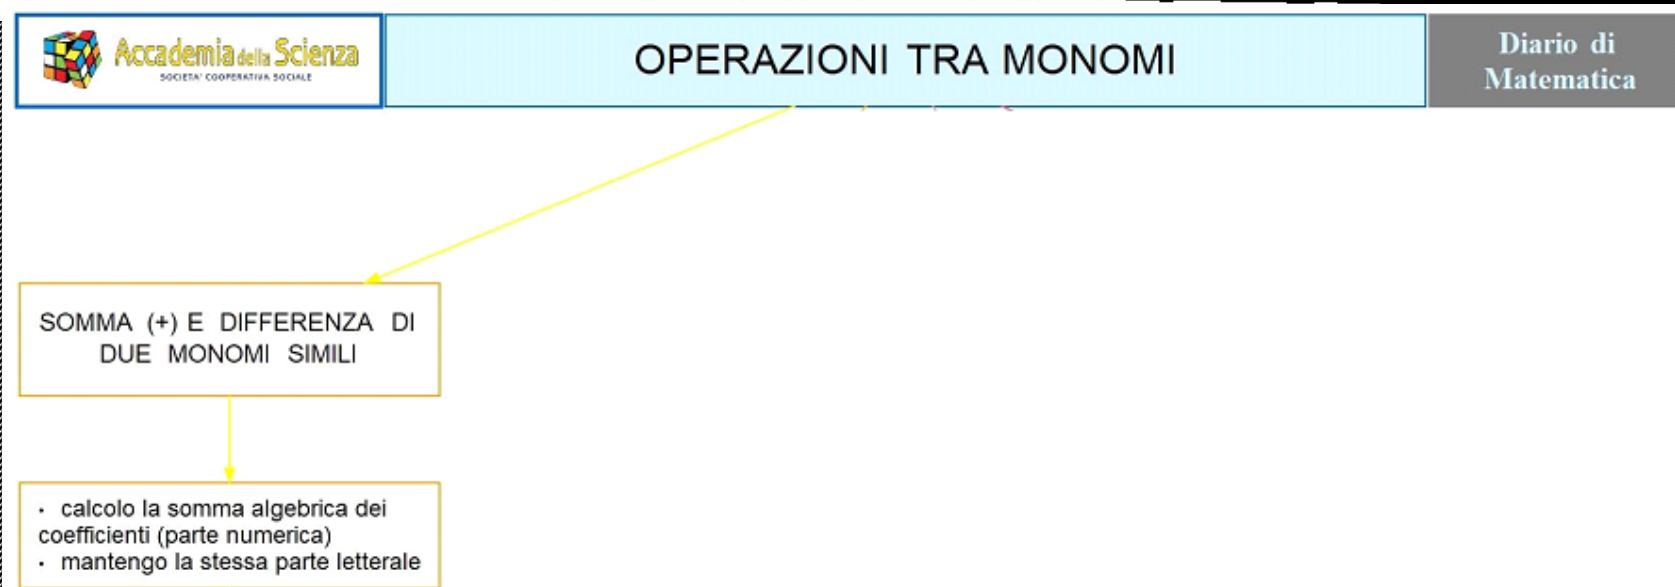 Accademia della Scienza
SOCIETA' COOPERATIVA SOCIALE
OPERAZIONI TRA MONOMI
Diario di
Matematica
SOMMA (+) E DIFFERENZA DI
DUE MONOMI SIMILI
· calcolo la somma algebrica dei
coefficienti (parte numerica)
· mantengo la stessa parte letterale